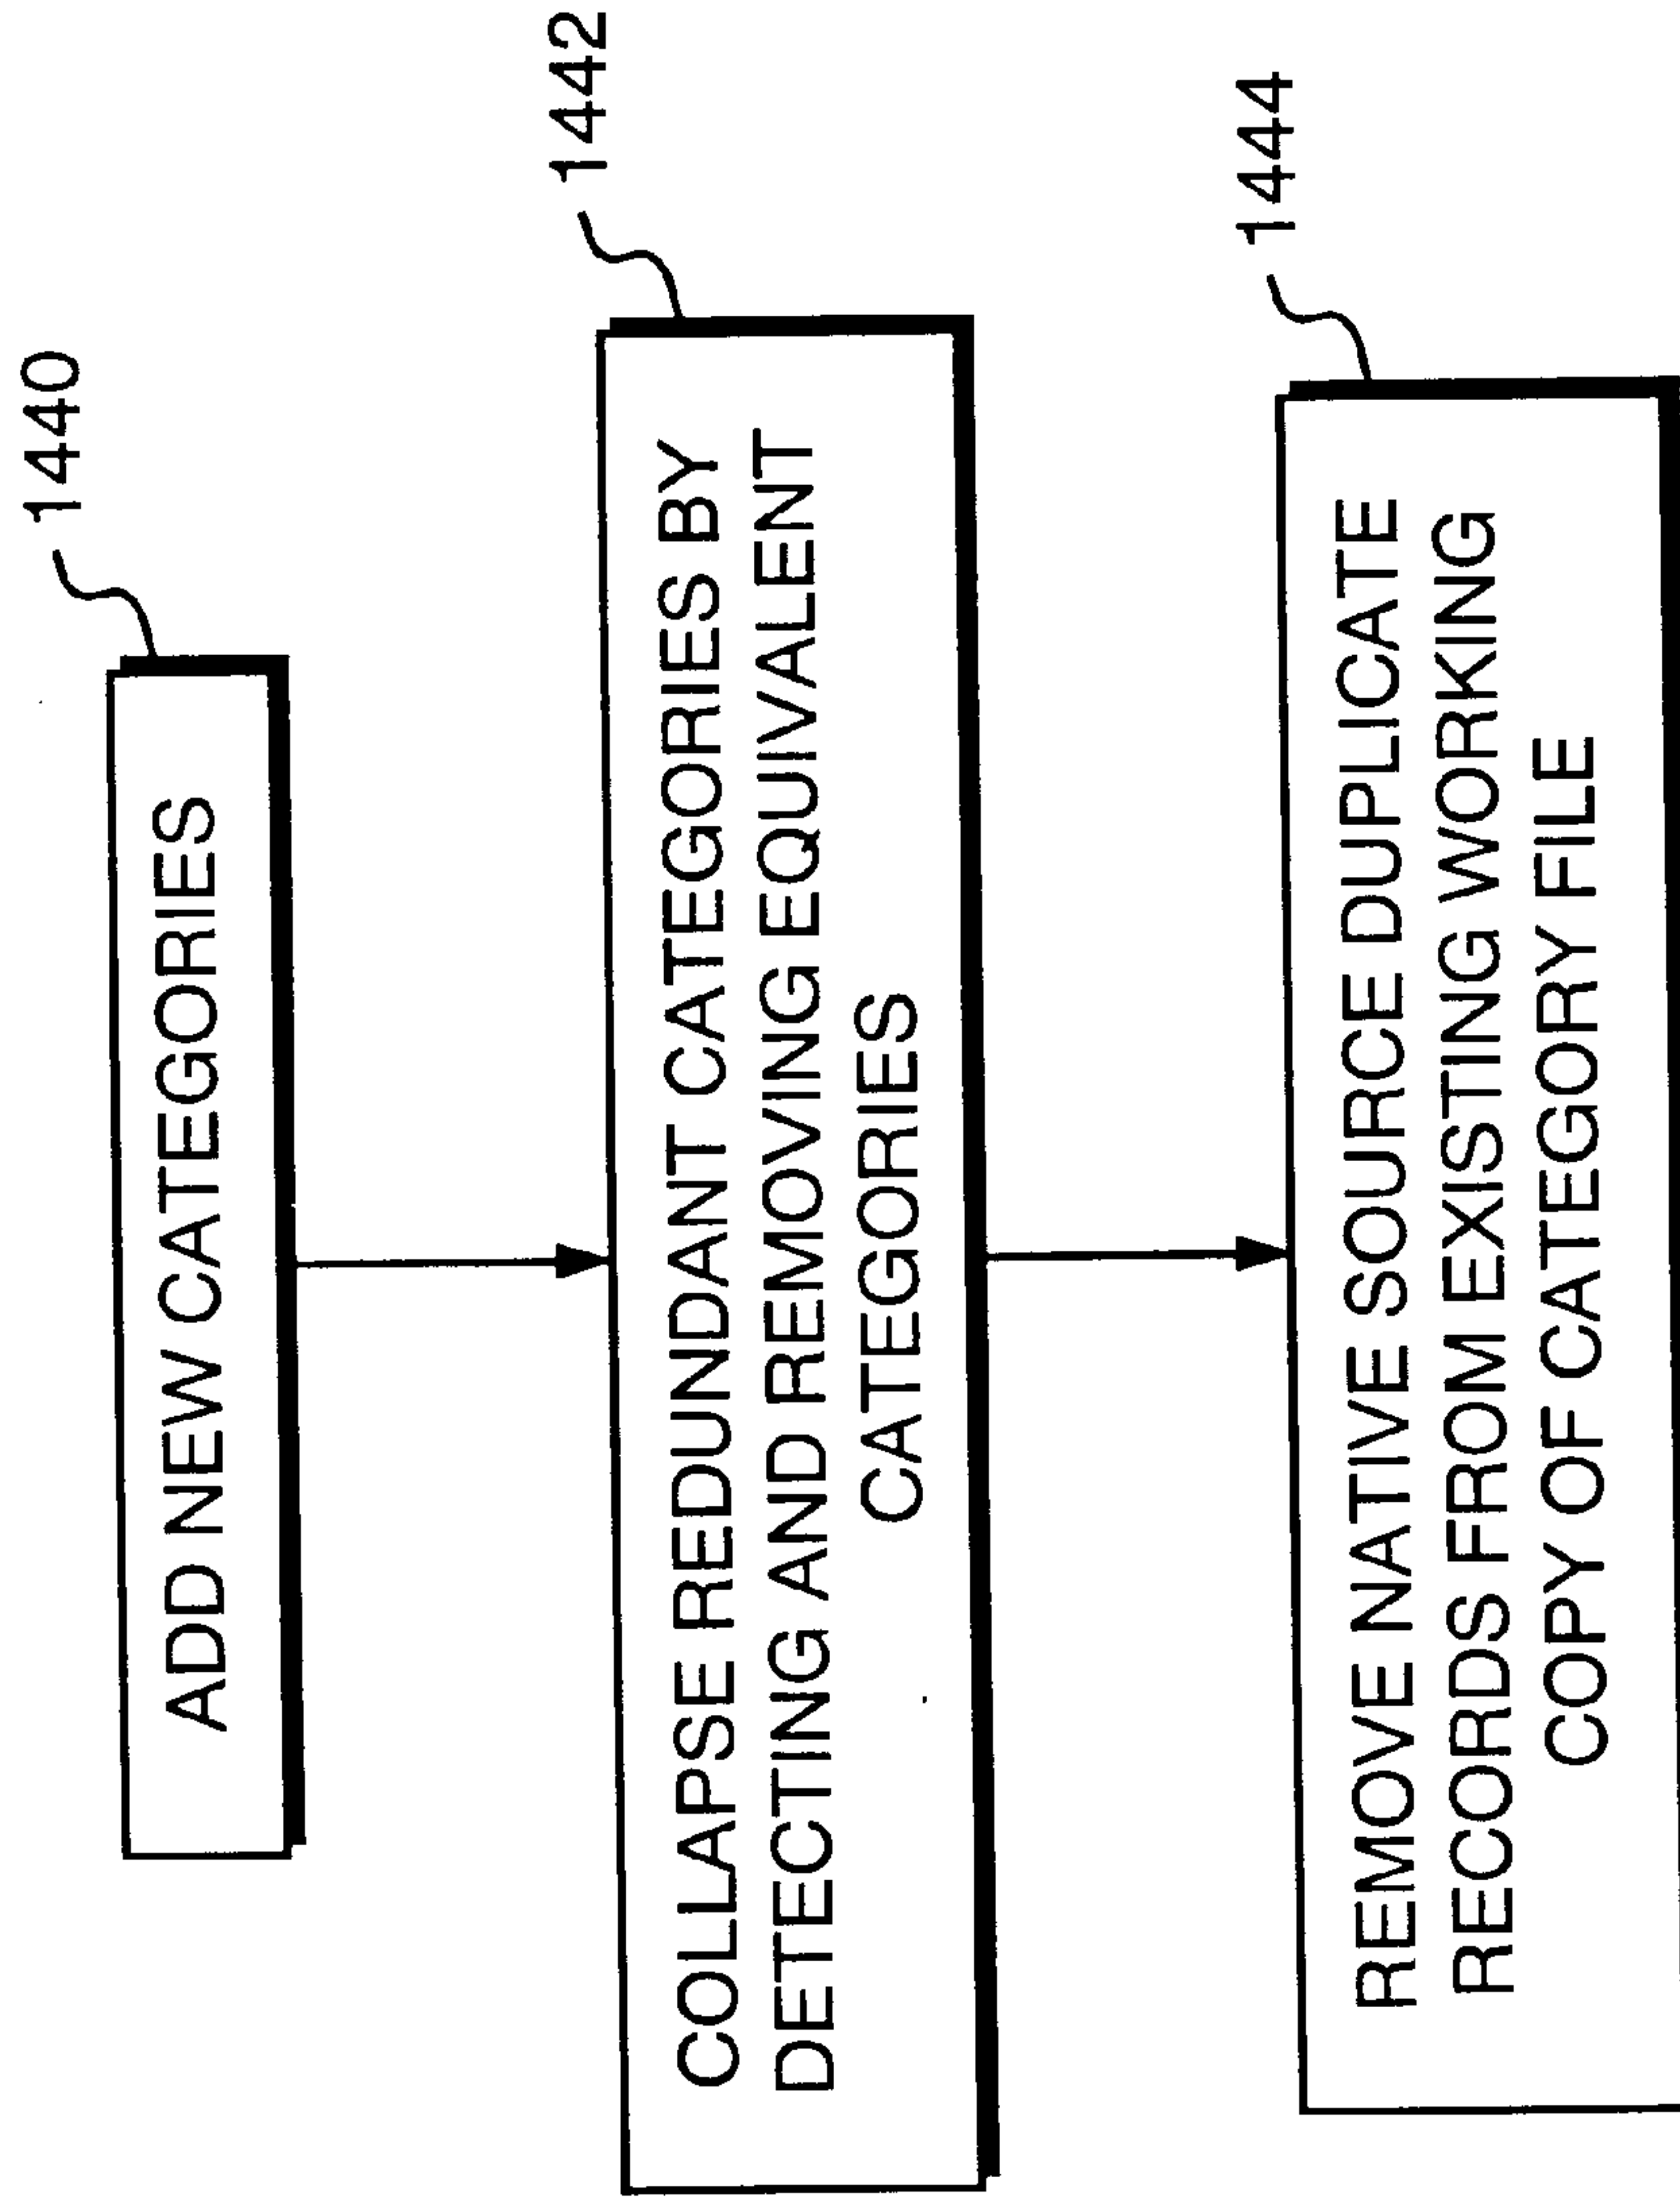 1440
ADD NEW CATEGORIES
1442
COLLAPSE REDUNDANT CATEGORIES BY
DETECTING AND REMOVING EQUIVALENT
CATEGORIES
1444
REMOVE NATIVE SOURCE DUPLICATE
RECORDS FROM EXISTING WORKING
COPY OF CATEGORY FILE